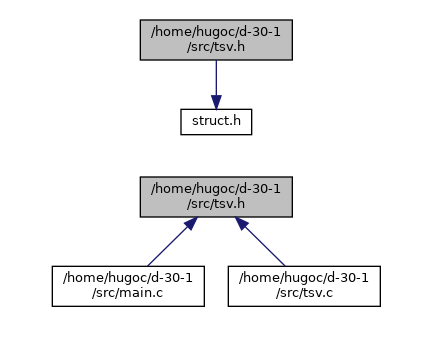 /home/hugoc/d-30-1
/src/tsv.h
struct.h
/home/hugoc/d-30-1
/src/tsv.h
/home/hugoc/d-30-1
/src/main.c
/home/hugoc/d-30-1
/src/tsv.c